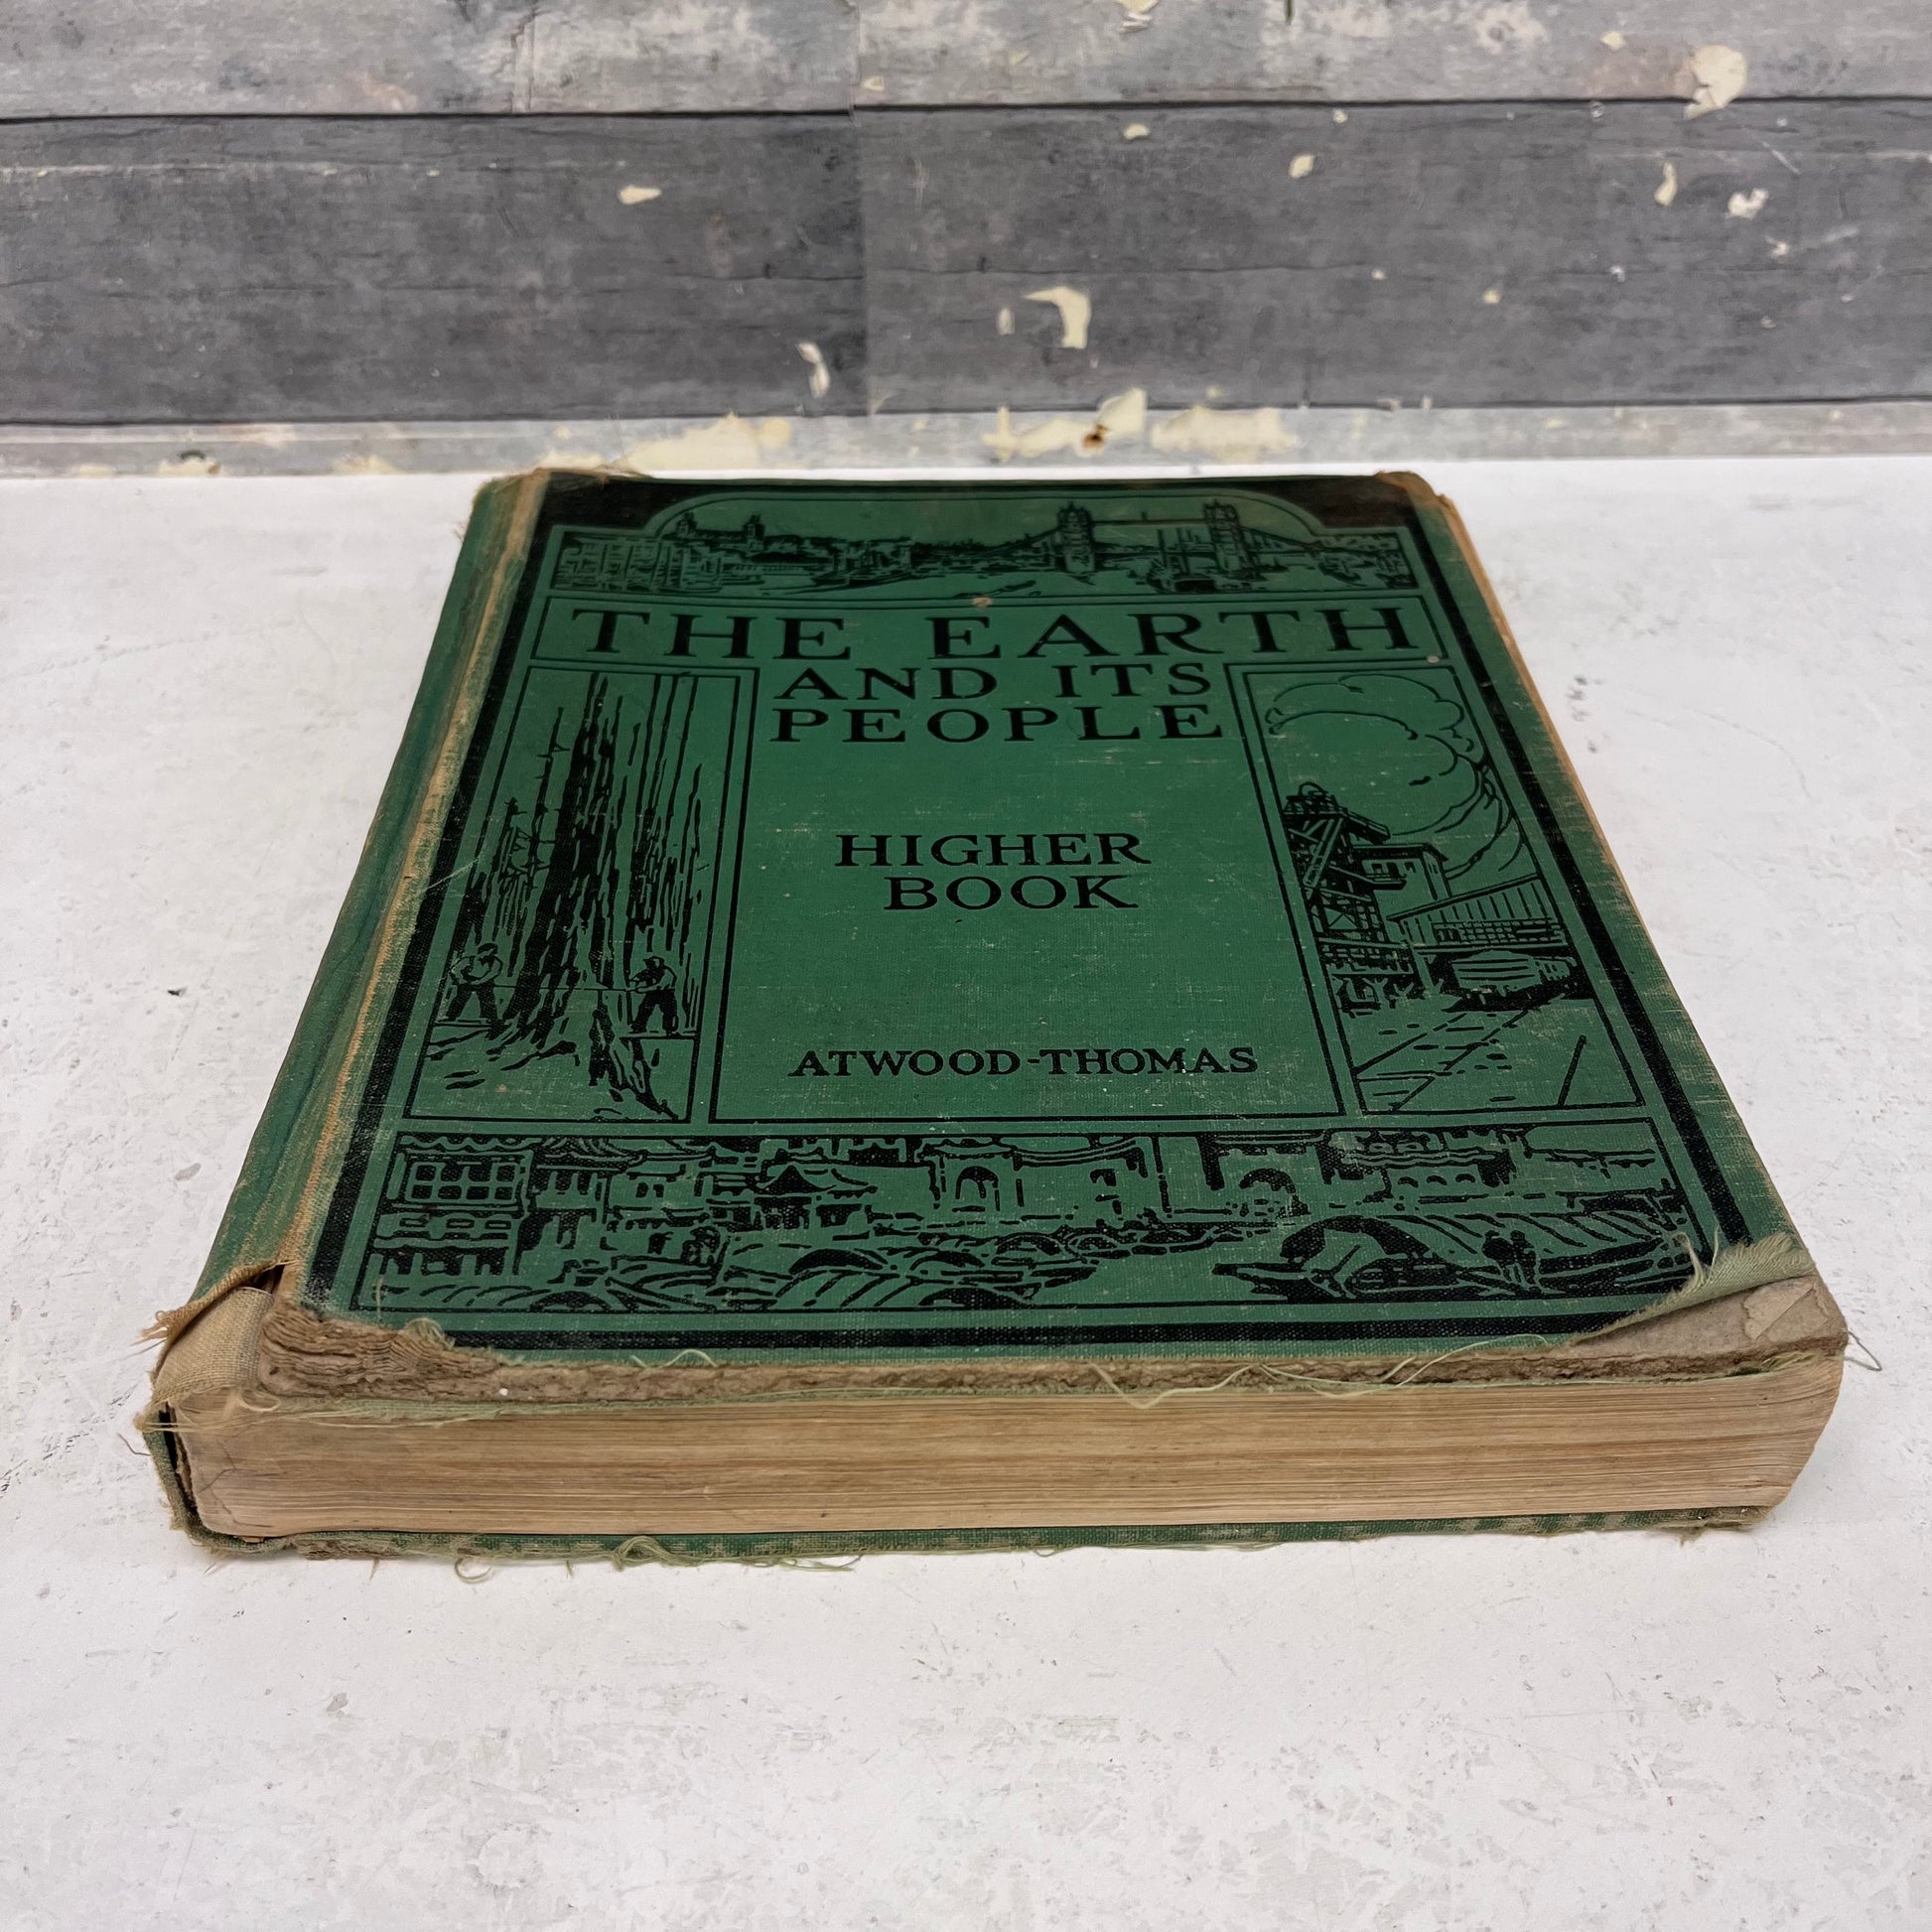 THE EARTH
AND ITS
PEOPLE
HIGHER
BOOK
ATWOOD-THOMAS